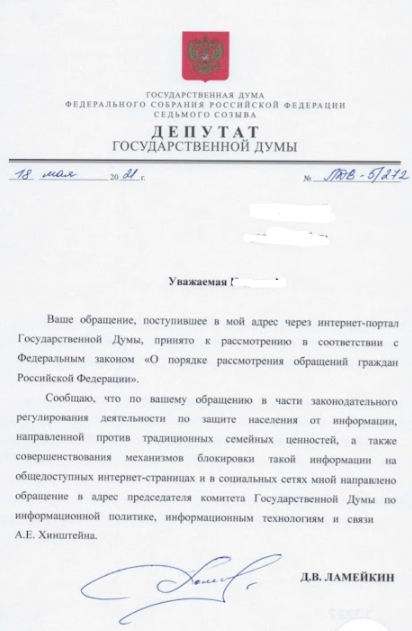 ГОСУДАРСТВЕННАЯ ДУМА
ФЕДЕРАЛЬНОГО СОБРАНИЯ РОССИЙСКОЙ ФЕДЕРАЦИИ
СЕДЬМОГО СОЗЫВА
ДЕПУТАТ
ГОСУДАРСТВЕННОЙ ДУМЫ
18 мая 2021 г. № ЛДВ-5/272
Уважаемая
Ваше обращение, поступившее в мой адрес через интернет-портал
Государственной Думы, принято к рассмотрению в соответствии с
Федеральным законом «О порядке рассмотрения обращений граждан
Российской Федерации».
Сообщаю, что по вашему обращению в части законодательного
регулирования деятельности по защите населения от информации,
направленной против традиционных семейных ценностей, а также
совершенствования механизмов блокировки такой информации на
общедоступных интернет-страницах и в социальных сетях мной направлено
обращение в адрес председателя комитета Государственной Думы по
информационной политике, информационным технологиям и связи
А.Е. Хинштейна.
Д.В. ЛАМЕЙКИН